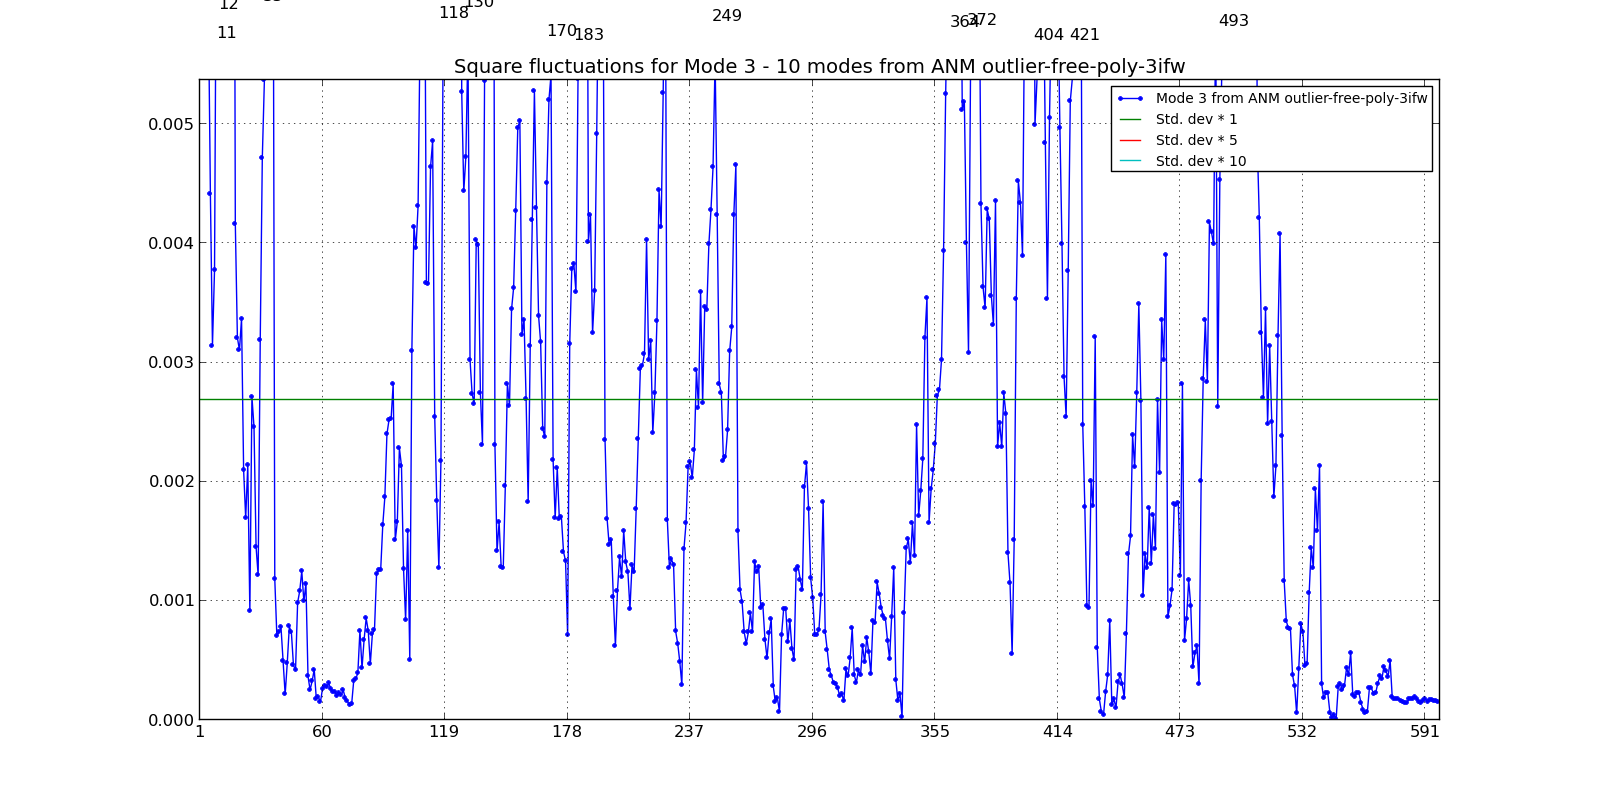 12 130
118 249 364 372 493
11 170 183 404 421
Square fluctuations for Mode 3 - 10 modes from ANM outlier-free-poly-3ifw
Mode 3 from ANM outlier-free-poly-3ifw
Std. dev * 1
Std. dev * 5
Std. dev * 10
0.005
0.004
0.003
0.002
0.001
0.000
1 60 119 178 237 296 355 414 473 532 591